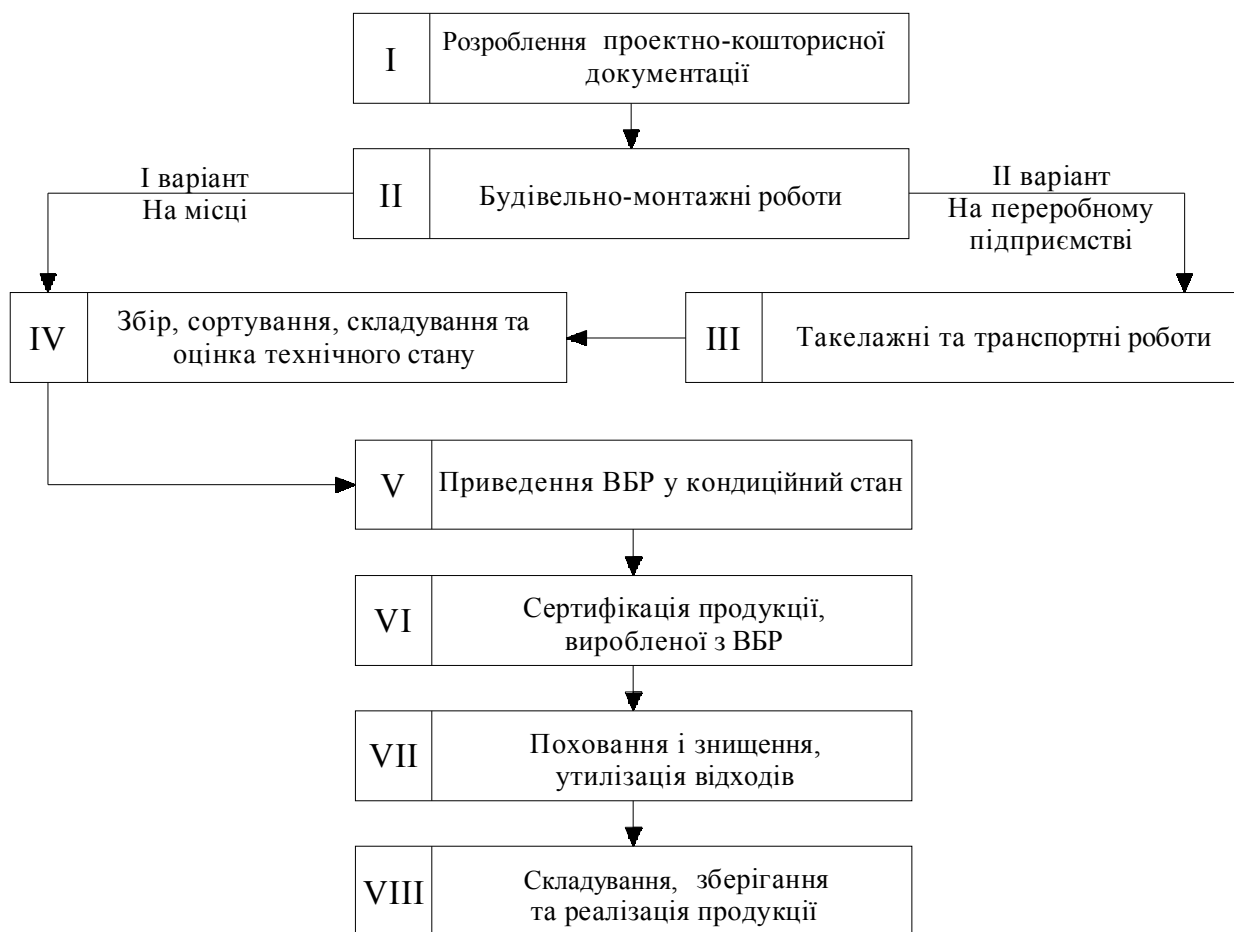 I
Розроблення проектно-кошторисної
документації
I варіант
На місці
II
Будівельно-монтажні роботи
II варіант
На переробному
підприємстві
IV
Збір, сортування, складування та
оцінка технічного стану
III
Такелажні та транспортні роботи
V
Приведення ВБР у кондиційний стан
VI
Сертифікація продукції,
виробленої з ВБР
VII
Поховання і знищення,
утилізація відходів
VIII
Складування, зберігання
та реалізація продукції